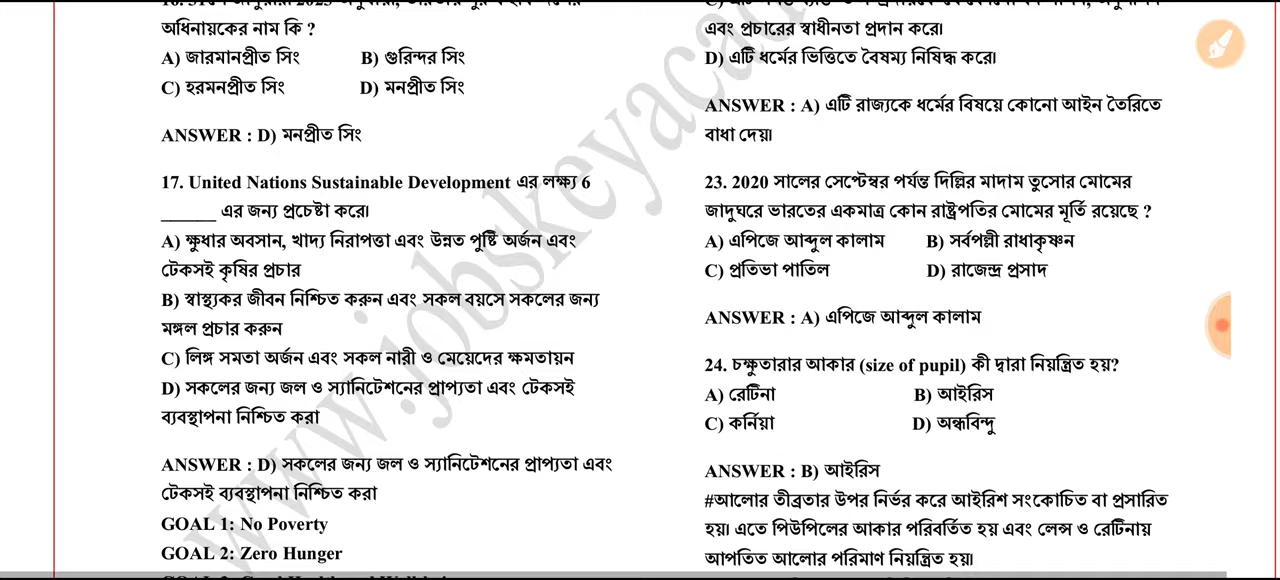 অধিনায়কের নাম কি ?
A) জারমানপ্রীত সিং B) গুরিন্দর সিং
C) হরমনপ্রীত সিং D) মনপ্রীত সিং
ANSWER : D) মনপ্রীত সিং
17. United Nations Sustainable Development এর লক্ষ্য 6
______ এর জন্য প্রচেষ্টা করে।
A) ক্ষুধার অবসান, খাদ্য নিরাপত্তা এবং উন্নত পুষ্টি অর্জন এবং
টেকসই কৃষির প্রচার
B) স্বাস্থ্যকর জীবন নিশ্চিত করুন এবং সকল বয়সে সকলের জন্য
মঙ্গল প্রচার করুন
C) লিঙ্গ সমতা অর্জন এবং সকল নারী ও মেয়েদের ক্ষমতায়ন
D) সকলের জন্য জল ও স্যানিটেশনের প্রাপ্যতা এবং টেকসই
ব্যবস্থাপনা নিশ্চিত করা
ANSWER : D) সকলের জন্য জল ও স্যানিটেশনের প্রাপ্যতা এবং
টেকসই ব্যবস্থাপনা নিশ্চিত করা
GOAL 1: No Poverty
GOAL 2: Zero Hunger
এবং প্রচারের স্বাধীনতা প্রদান করে।
D) এটি ধর্মের ভিত্তিতে বৈষম্য নিষিদ্ধ করে।
ANSWER : A) এটি রাজ্যকে ধর্মের বিষয়ে কোনো আইন তৈরিতে
বাধা দেয়।
23. 2020 সালের সেপ্টেম্বর পর্যন্ত দিল্লির মাদাম তুসোর মোমের
জাদুঘরে ভারতের একমাত্র কোন রাষ্ট্রপতির মোমের মূর্তি রয়েছে ?
A) এপিজে আব্দুল কালাম B) সর্বপল্লী রাধাকৃষ্ণন
C) প্রতিভা পাতিল D) রাজেন্দ্র প্রসাদ
ANSWER : A) এপিজে আব্দুল কালাম
24. চক্ষুতারার আকার (size of pupil) কী দ্বারা নিয়ন্ত্রিত হয়?
A) রেটিনা B) আইরিস
C) কর্নিয়া D) অন্ধবিন্দু
ANSWER : B) আইরিস
#আলোর তীব্রতার উপর নির্ভর করে আইরিশ সংকোচিত বা প্রসারিত
হয়। এতে পিউপিলের আকার পরিবর্তিত হয় এবং লেন্স ও রেটিনায়
আপতিত আলোর পরিমাণ নিয়ন্ত্রিত হয়।
www.jobskeyacad